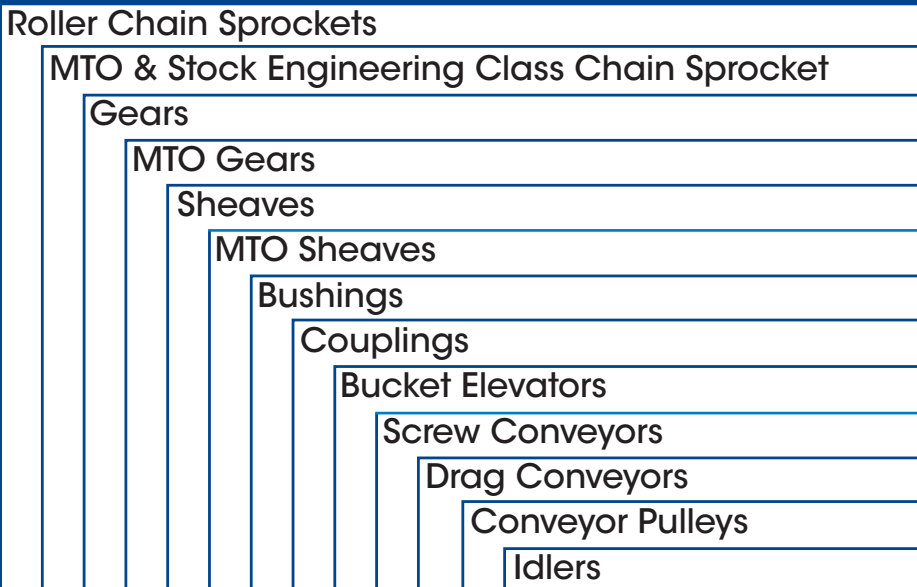 Roller Chain Sprockets
MTO & Stock Engineering Class Chain Sprocket
Gears
MTO Gears
Sheaves
MTO Sheaves
Bushings
Couplings
Bucket Elevators
Screw Conveyors
Drag Conveyors
Conveyor Pulleys
Idlers